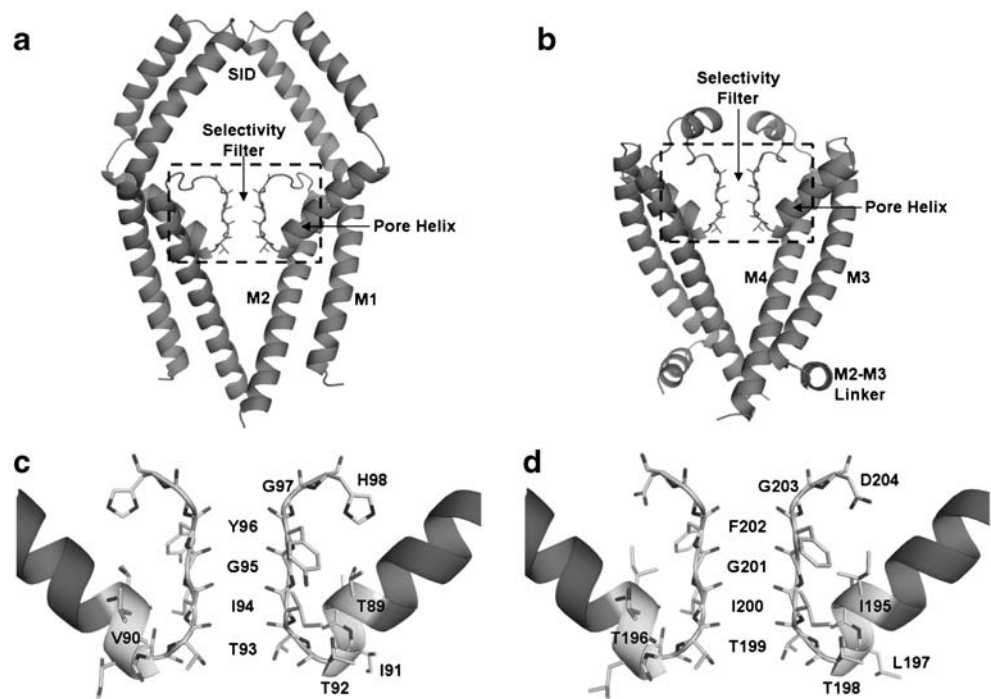 a
SID
Selectivity
Filter
Pore Helix
M2
M1
b
Selectivity
Filter
Pore Helix
M4
M3
M2-M3
Linker
c
G97
H98
Y96
G95
I94
T89
V90
T93
I91
T92
d
G203
D204
F202
G201
I200
I195
T196
T199
L197
T198